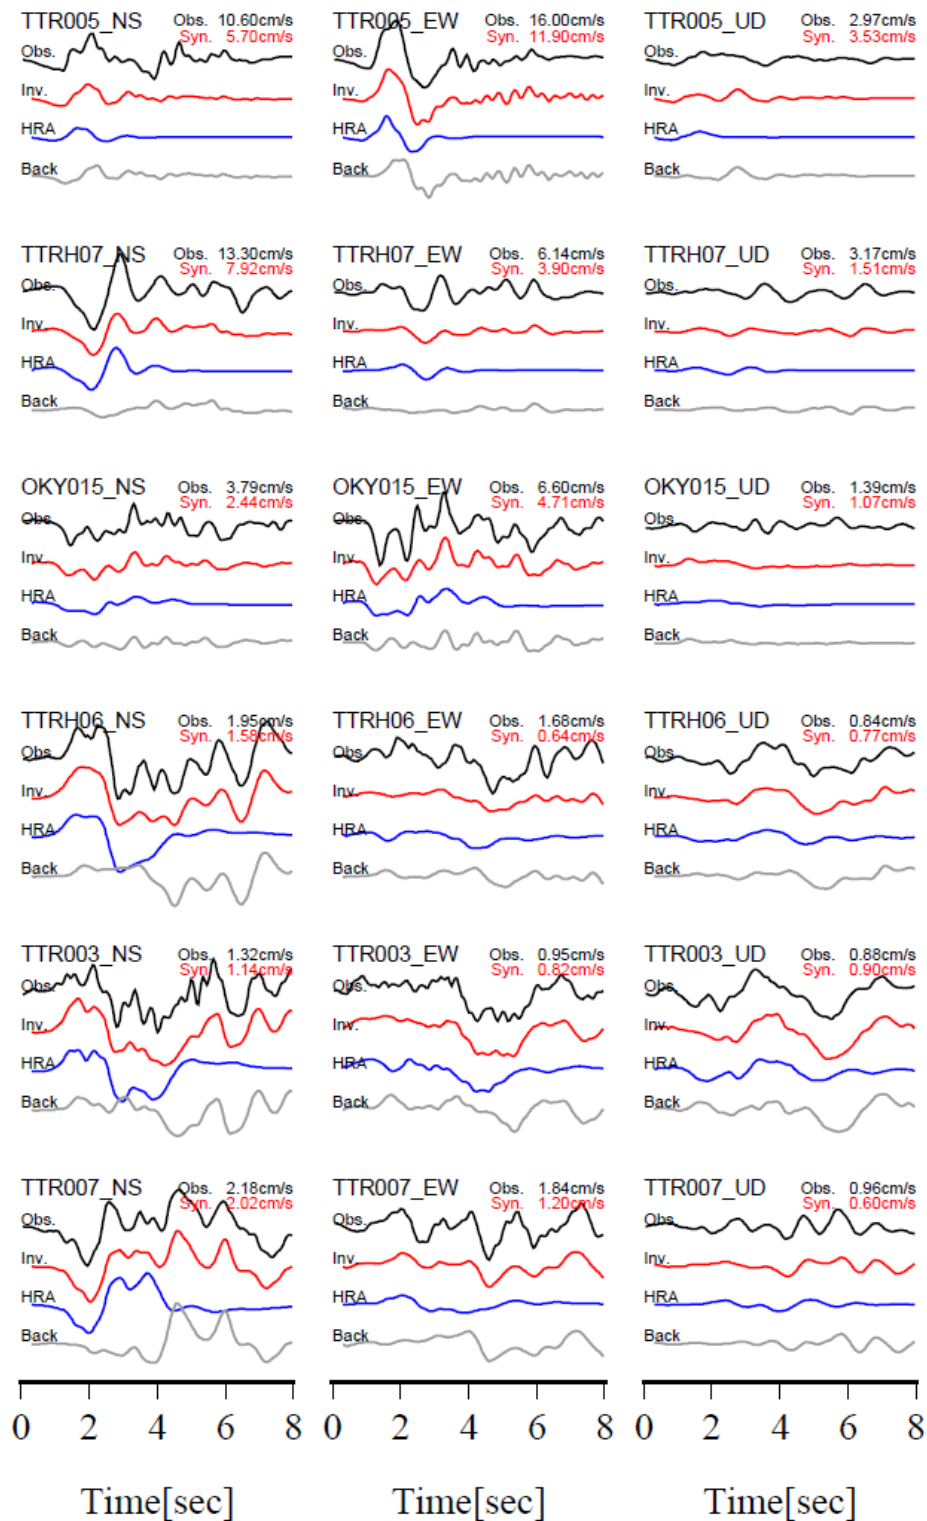 TTR005_NS Obs. 10.60cm/s
Syn. 5.70cm/s
Obs.
Inv.
HRA
Back
TTR005_EW Obs. 16.00cm/s
Syn. 11.90cm/s
Obs.
Inv.
HRA
Back
TTR005_UD Obs. 2.97cm/s
Syn. 3.53cm/s
Obs.
Inv.
HRA
Back
TTRH07_NS Obs. 13.30cm/s
Syn. 7.92cm/s
Obs.
Inv.
HRA
Back
TTRH07_EW Obs. 6.14cm/s
Syn. 3.90cm/s
Obs.
Inv.
HRA
Back
TTRH07_UD Obs. 3.17cm/s
Syn. 1.51cm/s
Obs.
Inv.
HRA
Back
OKY015_NS Obs. 3.79cm/s
Syn. 2.44cm/s
Obs.
Inv.
HRA
Back
OKY015_EW Obs. 6.60cm/s
Syn. 4.71cm/s
Obs.
Inv.
HRA
Back
OKY015_UD Obs. 1.39cm/s
Syn. 1.07cm/s
Obs.
Inv.
HRA
Back
TTRH06_NS Obs. 1.95cm/s
Syn. 1.58cm/s
Obs.
Inv.
HRA
Back
TTRH06_EW Obs. 1.68cm/s
Syn. 0.64cm/s
Obs.
Inv.
HRA
Back
TTRH06_UD Obs. 0.84cm/s
Syn. 0.77cm/s
Obs.
Inv.
HRA
Back
TTR003_NS Obs. 1.32cm/s
Syn. 1.14cm/s
Obs.
Inv.
HRA
Back
TTR003_EW Obs. 0.95cm/s
Syn. 0.82cm/s
Obs.
Inv.
HRA
Back
TTR003_UD Obs. 0.88cm/s
Syn. 0.90cm/s
Obs.
Inv.
HRA
Back
TTR007_NS Obs. 2.18cm/s
Syn. 2.02cm/s
Obs.
Inv.
HRA
Back
TTR007_EW Obs. 1.84cm/s
Syn. 1.20cm/s
Obs.
Inv.
HRA
Back
TTR007_UD Obs. 0.96cm/s
Syn. 0.60cm/s
Obs.
Inv.
HRA
Back
0 2 4 6 8
0 2 4 6 8
0 2 4 6 8
Time[sec]
Time[sec]
Time[sec]